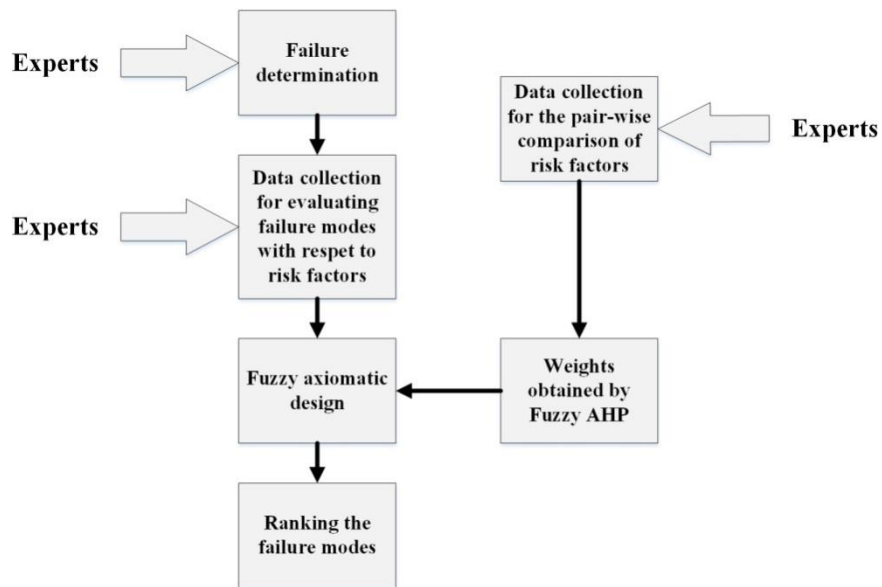 Experts
Failure
determination
Data collection
for the pair-wise
comparison of
risk factors
Experts
Experts
Data collection
for evaluating
failure modes
with respet to
risk factors
Fuzzy axiomatic
design
Weights
obtained by
Fuzzy AHP
Ranking the
failure modes